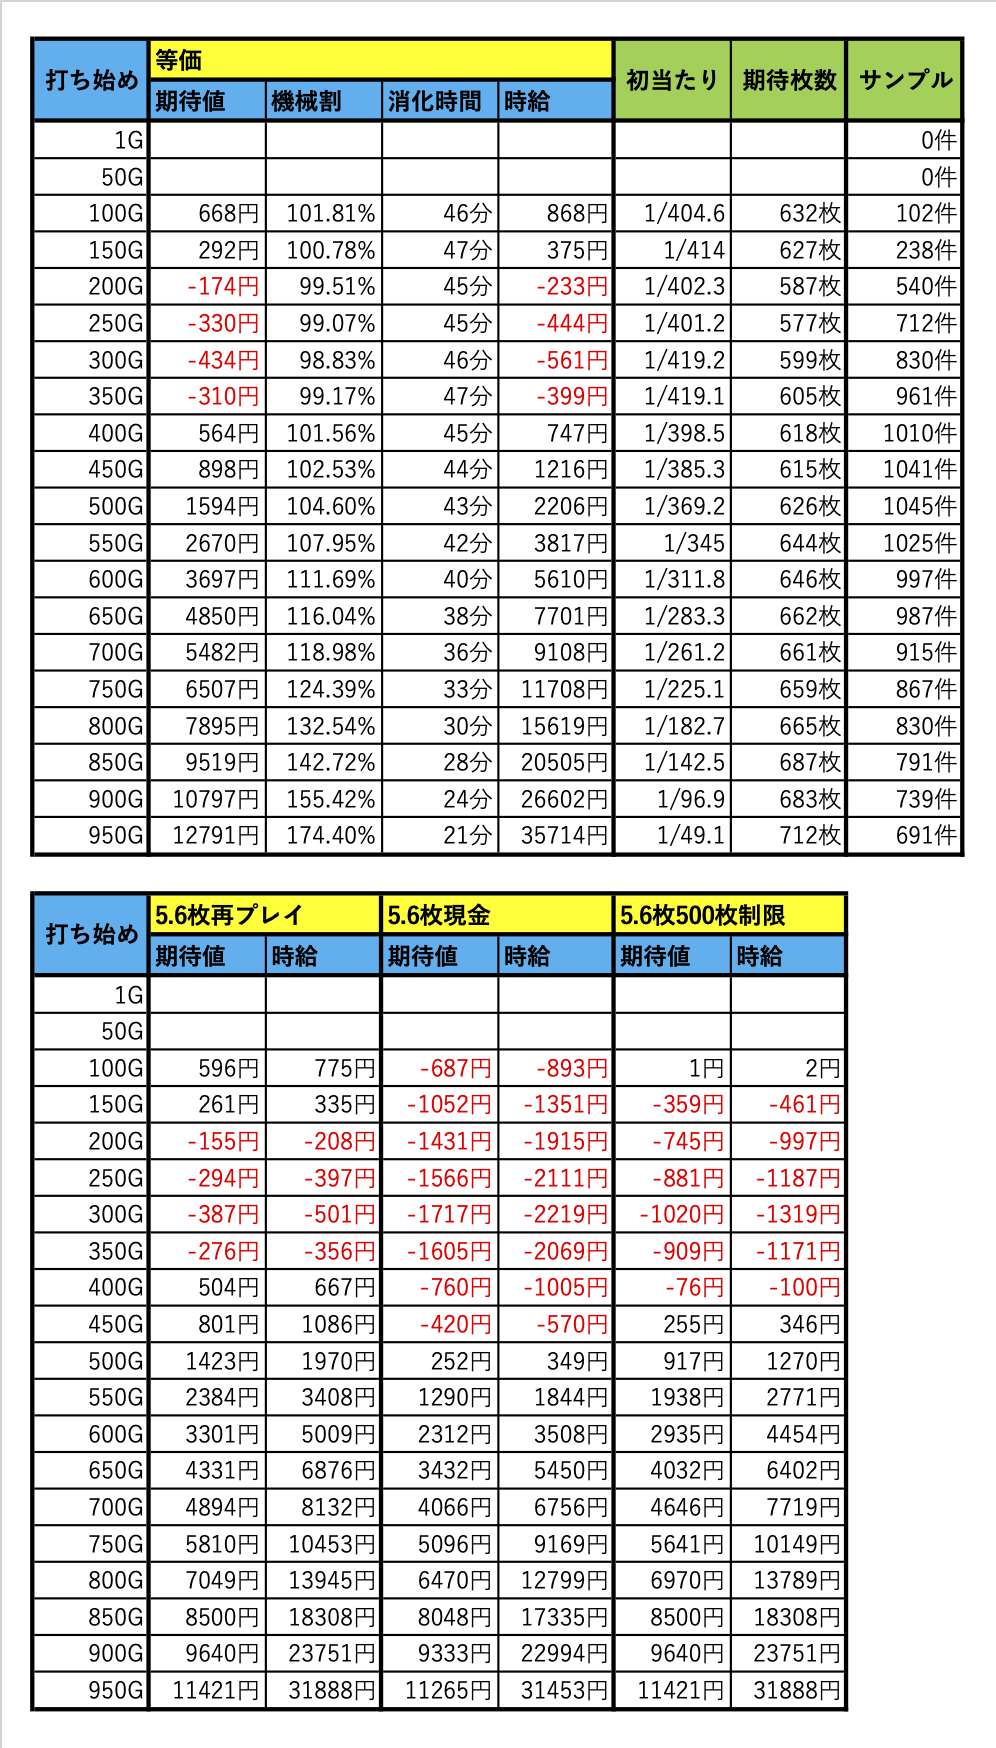 打ち始め 等価 初当たり 期待枚数 サンプル
期待値 機械割 消化時間 時給
1G 0件
50G 0件
100G 668円 101.81% 46分 868円 1/404.6 632枚 102件
150G 292円 100.78% 47分 375円 1/414 627枚 238件
200G -174円 99.51% 45分 -233円 1/402.3 587枚 540件
250G -330円 99.07% 45分 -444円 1/401.2 577枚 712件
300G -434円 98.83% 46分 -561円 1/419.2 599枚 830件
350G -310円 99.17% 47分 -399円 1/419.1 605枚 961件
400G 564円 101.56% 45分 747円 1/398.5 618枚 1010件
450G 898円 102.53% 44分 1216円 1/385.3 615枚 1041件
500G 1594円 104.60% 43分 2206円 1/369.2 626枚 1045件
550G 2670円 107.95% 42分 3817円 1/345 644枚 1025件
600G 3697円 111.69% 40分 5610円 1/311.8 646枚 997件
650G 4850円 116.04% 38分 7701円 1/283.3 662枚 987件
700G 5482円 118.98% 36分 9108円 1/261.2 661枚 915件
750G 6507円 124.39% 33分 11708円 1/225.1 659枚 867件
800G 7895円 132.54% 30分 15619円 1/182.7 665枚 830件
850G 9519円 142.72% 28分 20505円 1/142.5 687枚 791件
900G 10797円 155.42% 24分 26602円 1/96.9 683枚 739件
950G 12791円 174.40% 21分 35714円 1/49.1 712枚 691件
打ち始め 5.6枚再プレイ 5.6枚現金 5.6枚500枚制限
期待値 時給 期待値 時給 期待値 時給
1G
50G
100G 596円 775円 -687円 -893円 1円 2円
150G 261円 335円 -1052円 -1351円 -359円 -461円
200G -155円 -208円 -1431円 -1915円 -745円 -997円
250G -294円 -397円 -1566円 -2111円 -881円 -1187円
300G -387円 -501円 -1717円 -2219円 -1020円 -1319円
350G -276円 -356円 -1605円 -2069円 -909円 -1171円
400G 504円 667円 -760円 -1005円 -76円 -100円
450G 801円 1086円 -420円 -570円 255円 346円
500G 1423円 1970円 252円 349円 917円 1270円
550G 2384円 3408円 1290円 1844円 1938円 2771円
600G 3301円 5009円 2312円 3508円 2935円 4454円
650G 4331円 6876円 3432円 5450円 4032円 6402円
700G 4894円 8132円 4066円 6756円 4646円 7719円
750G 5810円 10453円 5096円 9169円 5641円 10149円
800G 7049円 13945円 6470円 12799円 6970円 13789円
850G 8500円 18308円 8048円 17335円 8500円 18308円
900G 9640円 23751円 9333円 22994円 9640円 23751円
950G 11421円 31888円 11265円 31453円 11421円 31888円